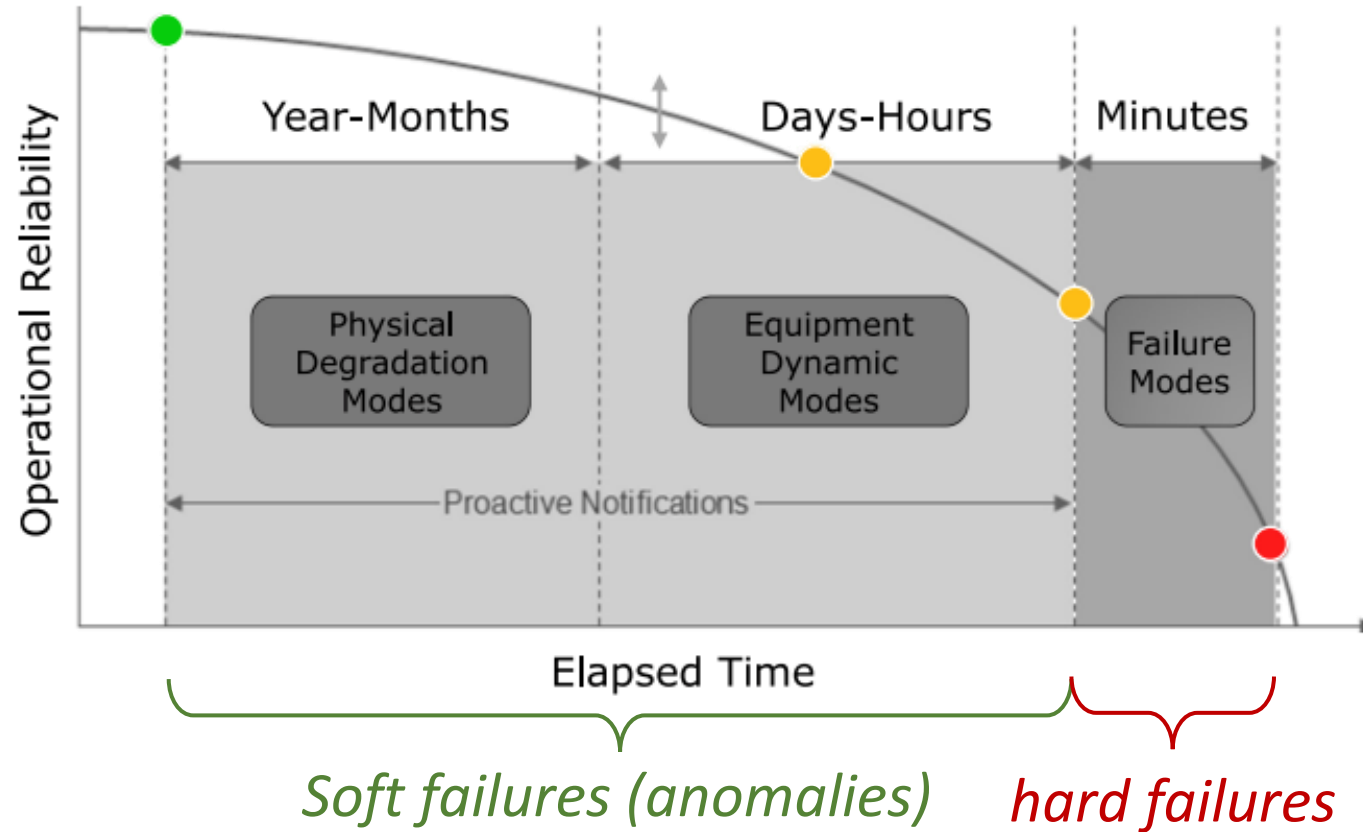 Operational Reliability
Year-Months
Days-Hours
Minutes
Physical
Degradation
Modes
Equipment
Dynamic
Modes
Failure
Modes
Proactive Notifications
Elapsed Time
Soft failures (anomalies)
hard failures